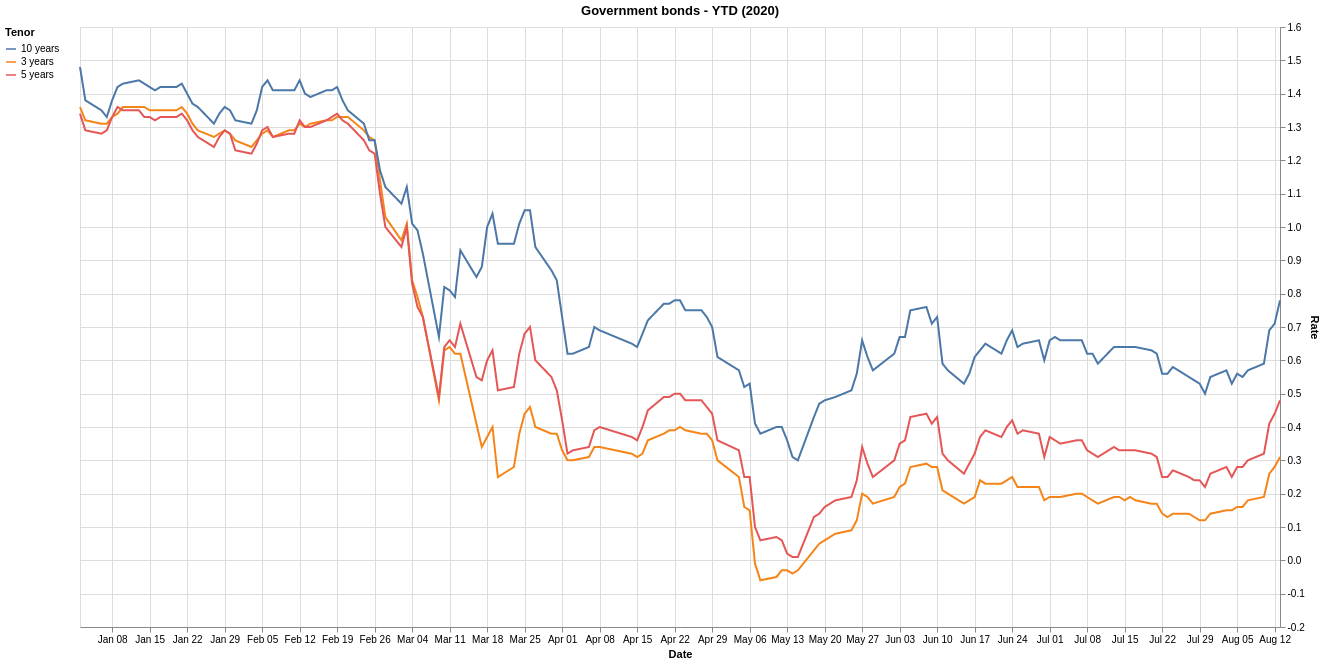 Government bonds - YTD (2020)
Tenor
10 years
3 years
5 years
1.6
1.5
1.4
1.3
1.2
1.1
1.0
0.9
0.8
0.7
0.6
0.5
0.4
0.3
0.2
0.1
0.0
-0.1
-0.2
Rate
Jan 08 Jan 15 Jan 22 Jan 29 Feb 05 Feb 12 Feb 19 Feb 26 Mar 04 Mar 11 Mar 18 Mar 25 Apr 01 Apr 08 Apr 15 Apr 22 Apr 29 May 06 May 13 May 20 May 27 Jun 03 Jun 10 Jun 17 Jun 24 Jul 01 Jul 08 Jul 15 Jul 22 Jul 29 Aug 05 Aug 12
Date